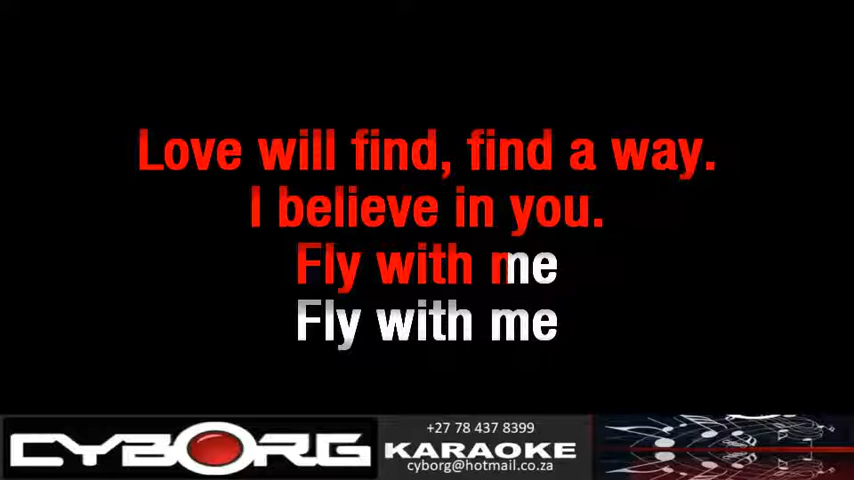 Love will find, find a way.
I believe in you.
Fly with me
Fly with me
CYBORG
+27 78 437 8399
KARAOKE
cyborg@hotmail.co.za